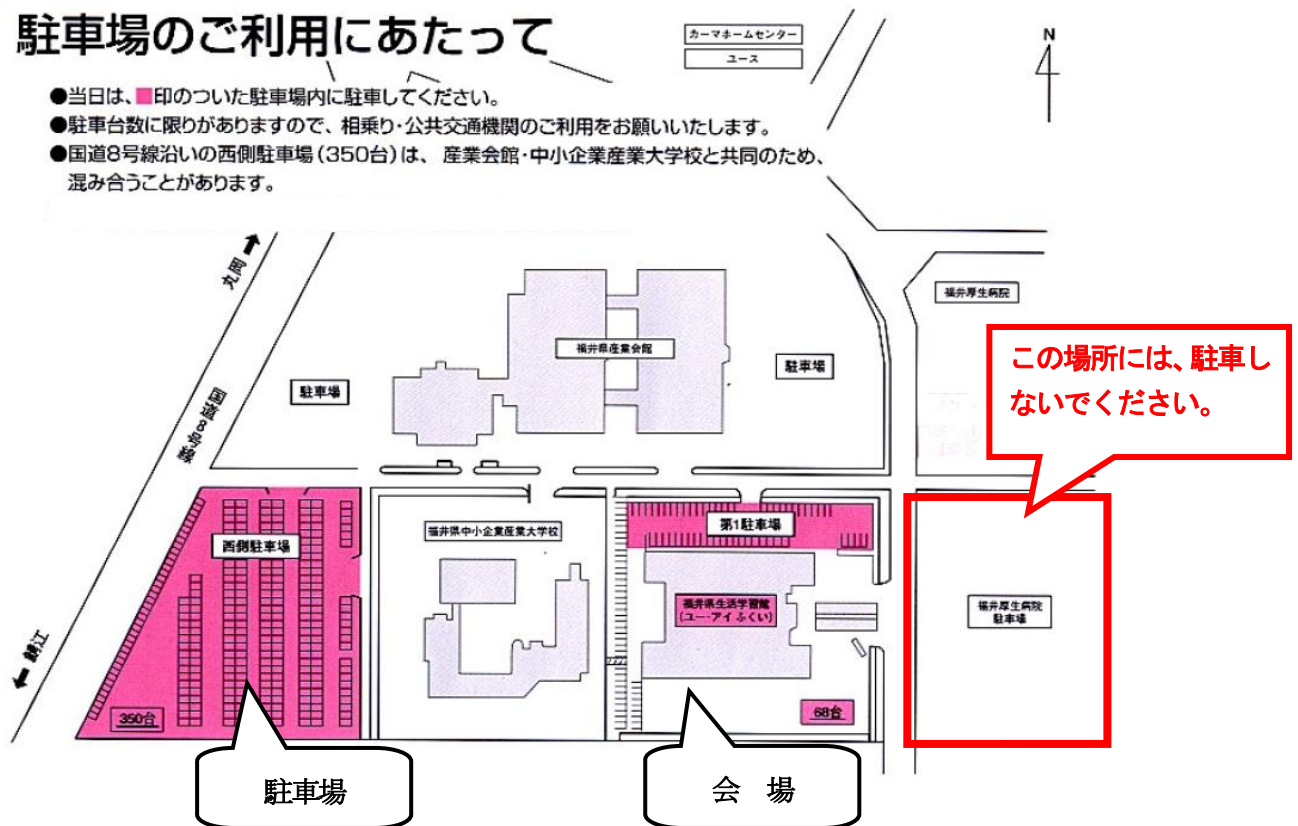 駐車場のご利用にあたって
カーマホームセンター
ユース
N
●当日は、■印のついた駐車場内に駐車してください。
●駐車台数に限りがありますので、相乗り・公共交通機関のご利用をお願いいたします。
●国道8号線沿いの西側駐車場(350台)は、産業会館・中小企業産業大学校と共同のため、
混み合うことがあります。
丸岡
福井厚生病院
福井県産業会館
駐車場
駐車場
この場所には、駐車し
ないでください。
国道8号線
西側駐車場
福井県中小企業産業大学校
第1駐車場
福井県生活学習館
(ユー・アイ ふくい)
福井厚生病院
駐車場
鯖江
350台
68台
駐車場
会 場